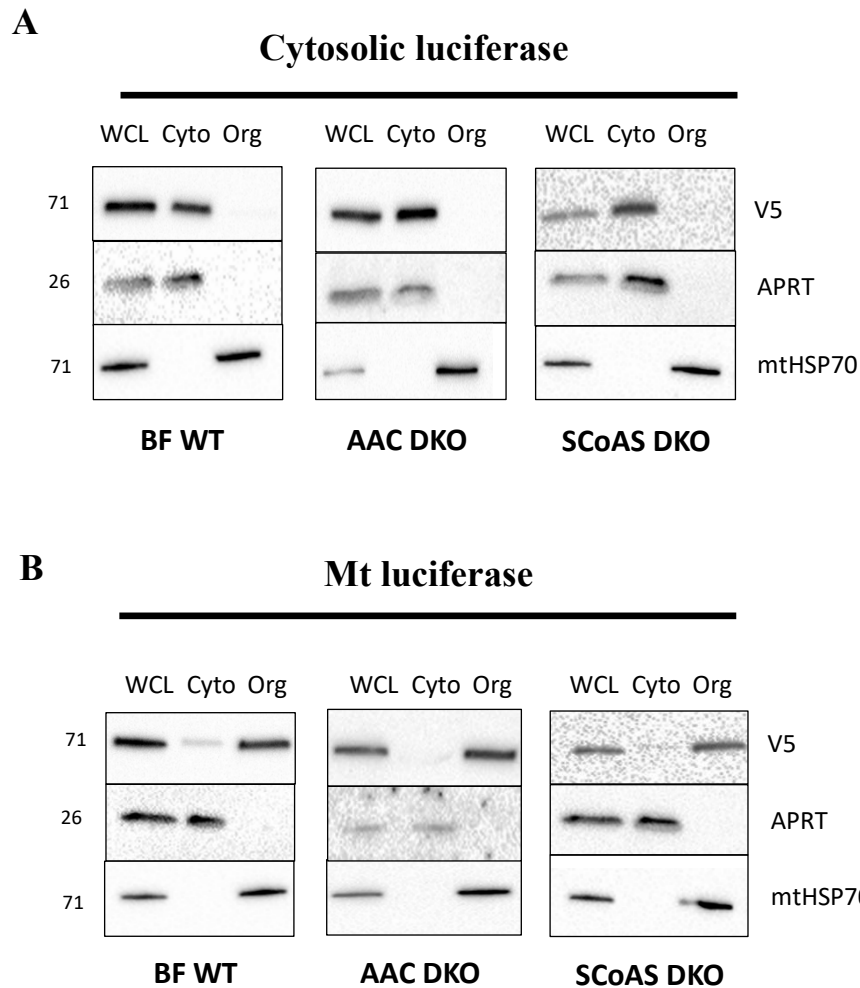 A
Cytosolic luciferase
WCL Cyto Org WCL Cyto Org WCL Cyto Org
71 V5
26 APRT
71 mtHSP70
BF WT AAC DKO SCoAS DKO
B
Mt luciferase
WCL Cyto Org WCL Cyto Org WCL Cyto Org
71 V5
26 APRT
71 mtHSP70
BF WT AAC DKO SCoAS DKO